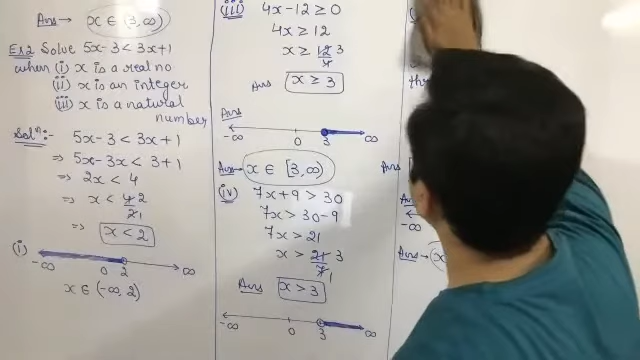 Ans → x ∈ (3, ∞)
Ex2 Solve 5x-3 < 3x+1
when (i) x is a real no
(ii) x is an integer
(iii) x is a natural
number
Solⁿ:- 5x-3 < 3x+1
⇒ 5x-3x < 3+1
⇒ 2x < 4
⇒ x < 4 2
2 1
⇒ x < 2
(i)
-∞ 0 2 ∞
x ∈ (-∞, 2)
(iii) 4x-12 ≥ 0
4x ≥ 12
x ≥ 12 3
4
Ans x ≥ 3
Ans
-∞ 0 3 ∞
Ans→ x ∈ [3, ∞)
(iv) 7x+9 > 30
7x > 30-9
7x > 21
x > 21 3
7 1
Ans x > 3
-∞ 0 3 ∞
Ans
-∞
Ans → (x